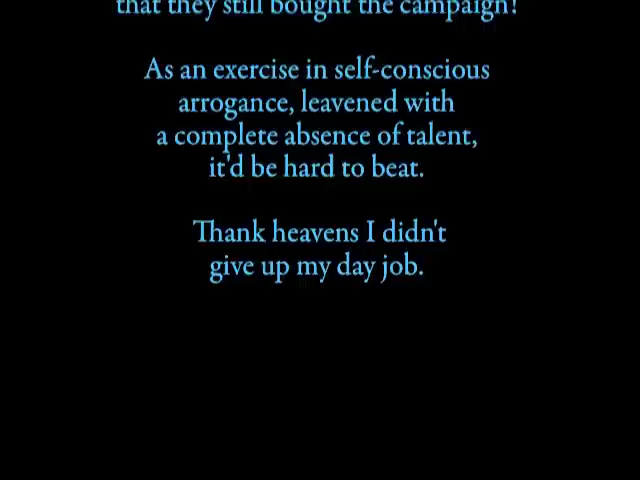 that they still bought the campaign!
As an exercise in self-conscious
arrogance, leavened with
a complete absence of talent,
it'd be hard to beat.
Thank heavens I didn't
give up my day job.